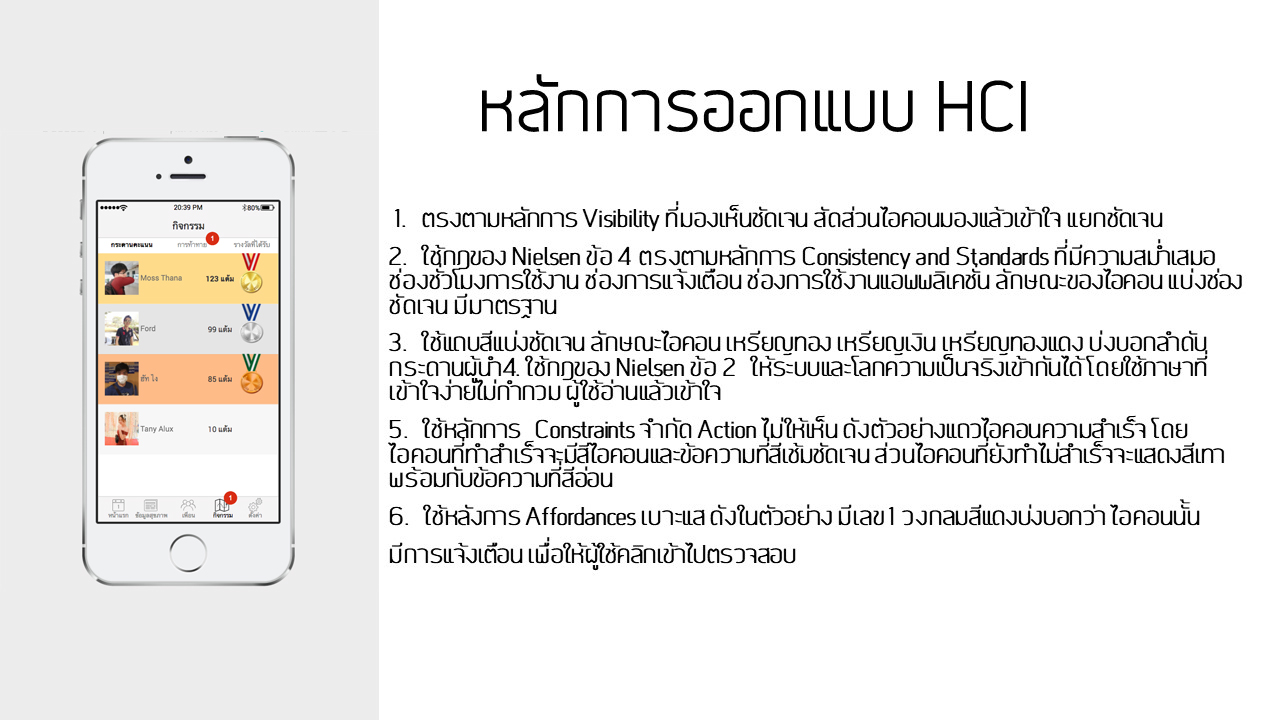 หลักการออกแบบ HCI
20:39 PM
80%
กิจกรรม
กระดานคะแนน
การท้าทาย
1
รางวัลที่ได้รับ
Moss Thana
123 แต้ม
Ford
99 แต้ม
ฮัท โง
85 แต้ม
Tany Alux
10 แต้ม
1
หน้าแรก
ข้อมูลสุขภาพ
เพื่อน
กิจกรรม
ตั้งค่า
1. ตรงตามหลักการ Visibility ที่มองเห็นชัดเจน สัดส่วนไอคอนมองแล้วเข้าใจ แยกชัดเจน
2. ใช้กฎของ Nielsen ข้อ 4 ตรงตามหลักการ Consistency and Standards ที่มีความสม่ำเสมอ
ช่องชั่วโมงการใช้งาน ช่องการแจ้งเตือน ช่องการใช้งานแอพพลิเคชัน ลักษณะของไอคอน แบ่งช่อง
ชัดเจน มีมาตรฐาน
3. ใช้แถบสีแบ่งชัดเจน ลักษณะไอคอน เหรียญทอง เหรียญเงิน เหรียญทองแดง บ่งบอกลำดับ
กระดานผู้นำ4. ใช้กฎของ Nielsen ข้อ 2 ให้ระบบและโลกความเป็นจริงเข้ากันได้ โดยใช้ภาษาที่
เข้าใจง่ายไม่กำกวม ผู้ใช้อ่านแล้วเข้าใจ
5. ใช้หลักการ Constraints จำกัด Action ไม่ให้เห็น ดังตัวอย่างแถวไอคอนความสำเร็จ โดย
ไอคอนที่ทำสำเร็จจะมีสีไอคอนและข้อความที่สีเข้มชัดเจน ส่วนไอคอนที่ยังทำไม่สำเร็จจะแสดงสีเทา
พร้อมกับข้อความที่สีอ่อน
6. ใช้หลังการ Affordances เบาะแส ดังในตัวอย่าง มีเลข1 วงกลมสีแดงบ่งบอกว่า ไอคอนนั้น
มีการแจ้งเตือน เพื่อให้ผู้ใช้คลิกเข้าไปตรวจสอบ